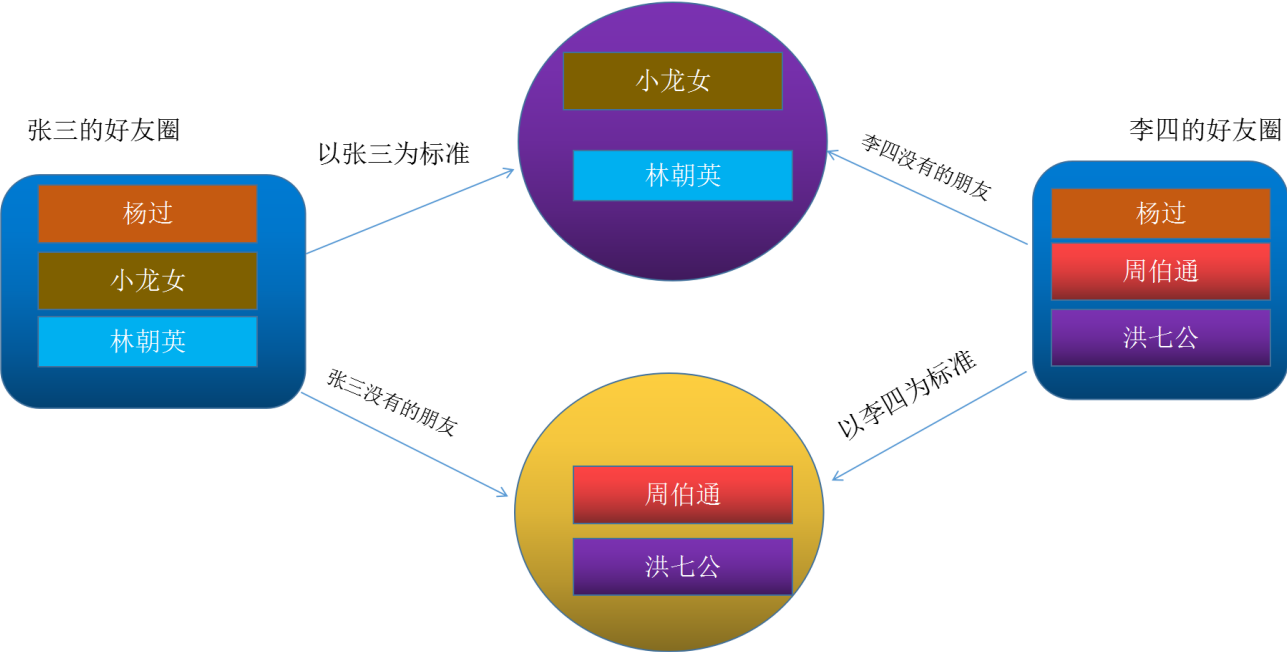 张三的好友圈
杨过
小龙女
林朝英
以张三为标准
张三没有的朋友
小龙女
林朝英
周伯通
洪七公
李四没有的朋友
以李四为标准
李四的好友圈
杨过
周伯通
洪七公